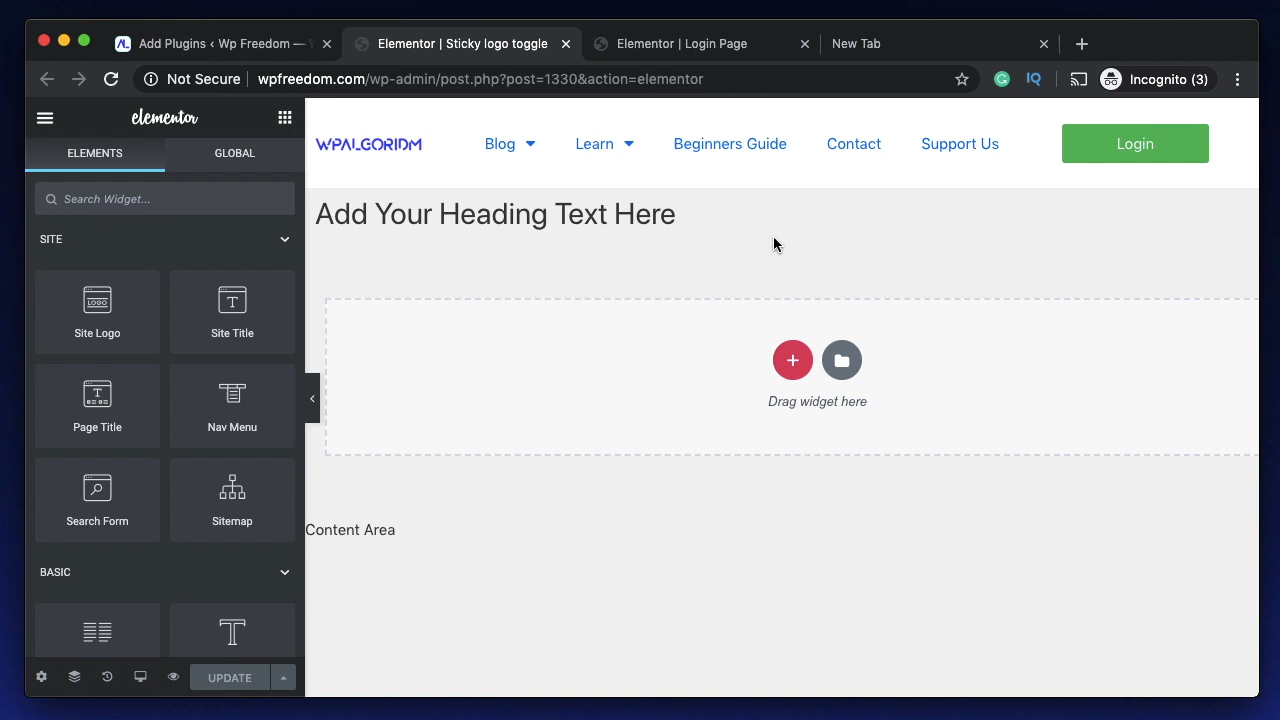 Add Plugins ‹ Wp Freedom —
Elementor | Sticky logo toggle
Elementor | Login Page
New Tab
Not Secure
wpfreedom.com/wp-admin/post.php?post=1330&action=elementor
IQ
Incognito (3)
elementor
ELEMENTS
GLOBAL
Search Widget...
SITE
LOGO
Site Logo
T
Site Title
T
Page Title
Nav Menu
Search Form
Sitemap
BASIC
UPDATE
WPALGORIDM
Blog
Learn
Beginners Guide
Contact
Support Us
Login
Add Your Heading Text Here
Drag widget here
Content Area